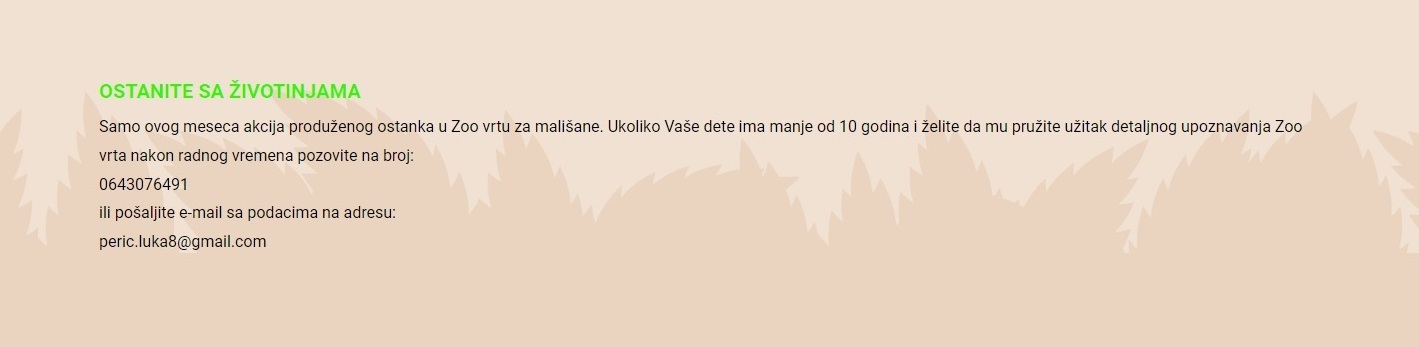 OSTANITE SA ŽIVOTINJAMA
Samo ovog meseca akcija produženog ostanka u Zoo vrtu za mališane. Ukoliko Vaše dete ima manje od 10 godina i želite da mu pružite užitak detaljnog upoznavanja Zoo
vrta nakon radnog vremena pozovite na broj:
0643076491
ili pošaljite e-mail sa podacima na adresu:
peric.luka8@gmail.com